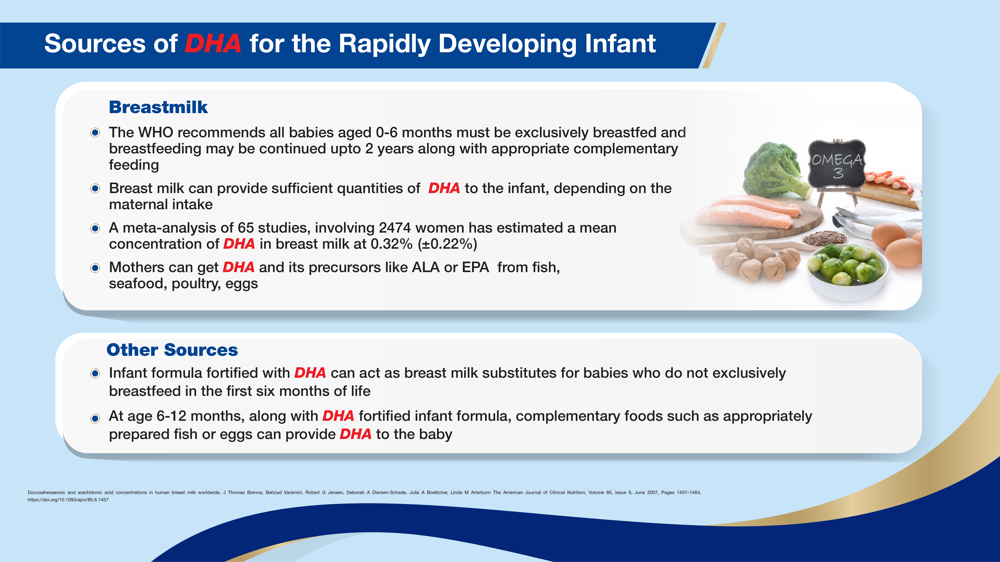 Sources of DHA for the Rapidly Developing Infant
Breastmilk
The WHO recommends all babies aged 0-6 months must be exclusively breastfed and
breastfeeding may be continued upto 2 years along with appropriate complementary
feeding
Breast milk can provide sufficient quantities of DHA to the infant, depending on the
maternal intake
A meta-analysis of 65 studies, involving 2474 women has estimated a mean
concentration of DHA in breast milk at 0.32% (±0.22%)
Mothers can get DHA and its precursors like ALA or EPA from fish,
seafood, poultry, eggs
OMEGA
3
Other Sources
Infant formula fortified with DHA can act as breast milk substitutes for babies who do not exclusively
breastfeed in the first six months of life
At age 6-12 months, along with DHA fortified infant formula, complementary foods such as appropriately
prepared fish or eggs can provide DHA to the baby
Docosahexaenoic and arachidonic acid concentrations in human breast milk worldwide. J Thomas Brenna, Behzad Varamini, Robert G Jensen, Deborah A Diersen-Schade, Julia A Boettcher, Linda M Arterburn The American Journal of Clinical Nutrition, Volume 85, Issue 6, June 2007, Pages 1457–1464,
https://doi.org/10.1093/ajcn/85.6.1457